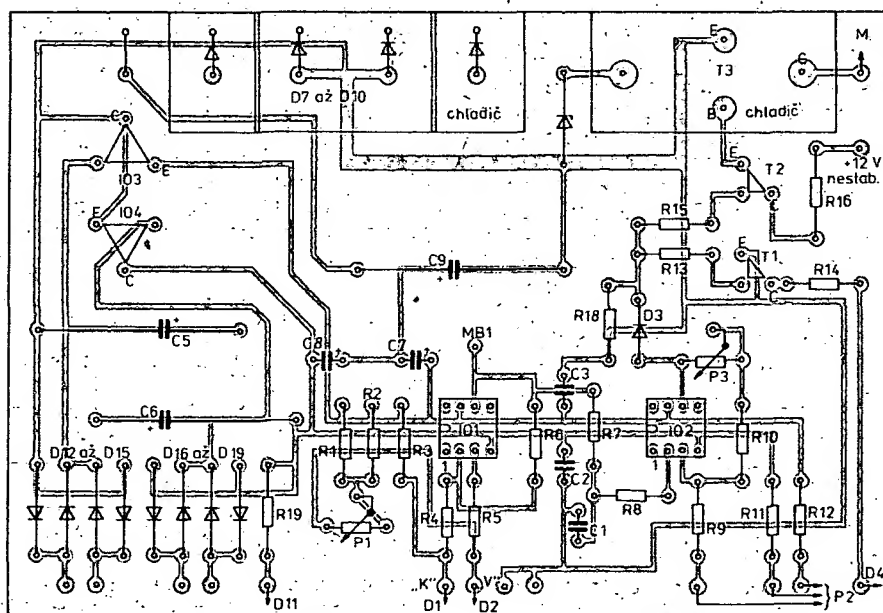 E
T3
C
M
D7 až D10
chladič
B
chladič
C
IO3
E
E
T2
C
+12 V
nestab.
R16
E
IO4
C
R15
E
T1
C
R13
R14
C9
+
C5
+
R18
D3
C8
+
C7
+
MB1
P3
C3
C6
+
R2
R1
R3
IO1
R6
R7
IO2
R10
D12 až D15
D16 až D19
1
C2
1
R19
R4
R5
C1
R8
R9
R11
R12
P1
D11
„K"
D1
D2
„V"
P2
D4